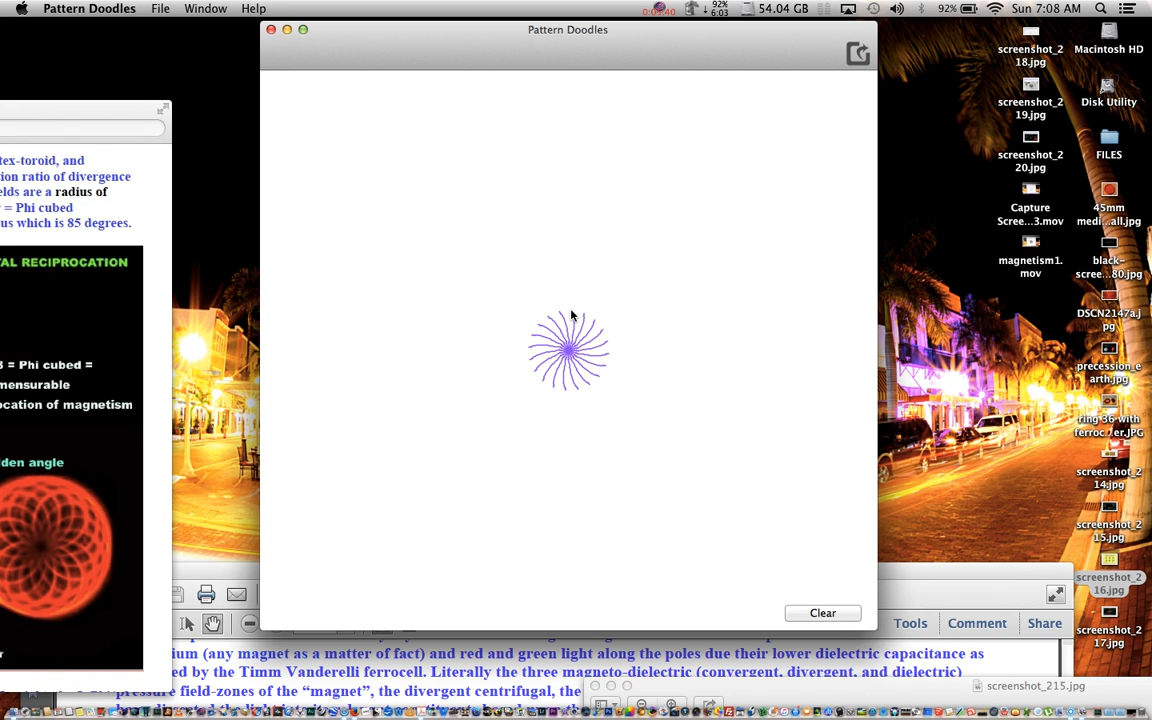 Pattern Doodles File Window Help
0:05:40 92% 6:03 54.04 GB 92% Sun 7:08 AM
Pattern Doodles
screenshot_2
18.jpg
Macintosh HD
screenshot_2
19.jpg
Disk Utility
screenshot_2
20.jpg
FILES
Capture
Scree...3.mov
45mm
medi...all.jpg
magnetism1.
mov
black-
scree...80.jpg
DSCN2147a.j
pg
precession_e
arth.jpg
ring 36 with
ferroc...er.JPG
screenshot_2
14.jpg
screenshot_2
15.jpg
screenshot_2
16.jpg
screenshot_2
17.jpg
tex-toroid, and
ion ratio of divergence
elds are a radius of
r = Phi cubed
us which is 85 degrees.
AL RECIPROCATION
3 = Phi cubed =
mensurable
ocation of magnetism
den angle
r
Clear
Tools Comment Share
ium (any magnet as a matter of fact) and red and green light along the poles due their lower dielectric capacitance as
ed by the Timm Vanderelli ferrocell. Literally the three magneto-dielectric (convergent, divergent, and dielectric)
pressure field-zones of the "magnet", the divergent centrifugal, the
screenshot_215.jpg